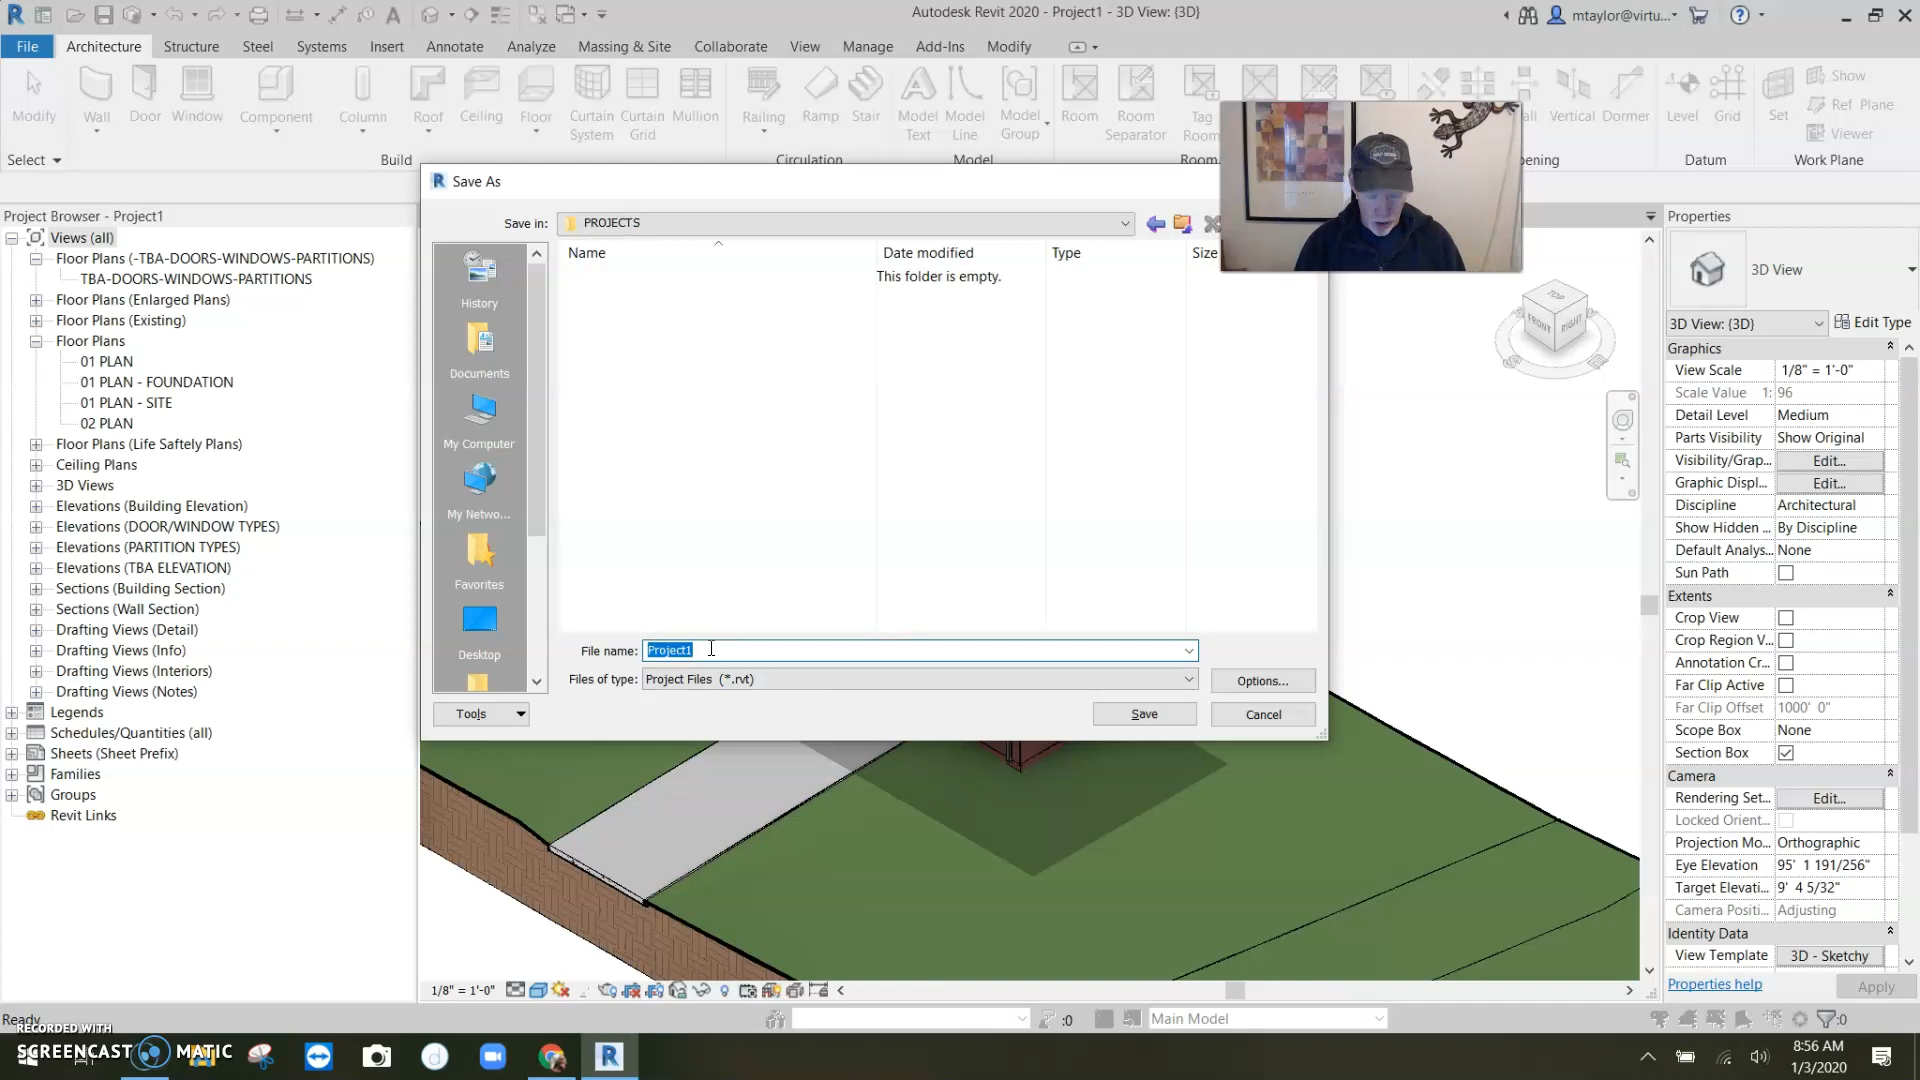 Autodesk Revit 2020 - Project1 - 3D View: {3D}
mtaylor@virtu...
File Architecture Structure Steel Systems Insert Annotate Analyze Massing & Site Collaborate View Manage Add-Ins Modify
Modify Wall Door Window Component Column Roof Ceiling Floor Curtain System Curtain Grid Mullion Railing Ramp Stair Model Text Model Line Model Group Room Room Separator Tag Room Vertical Dormer Level Grid Set
Show
Ref Plane
Viewer
Select Build Circulation Model Datum Work Plane
Project Browser - Project1
Views (all)
Floor Plans (-TBA-DOORS-WINDOWS-PARTITIONS)
TBA-DOORS-WINDOWS-PARTITIONS
Floor Plans (Enlarged Plans)
Floor Plans (Existing)
Floor Plans
01 PLAN
01 PLAN - FOUNDATION
01 PLAN - SITE
02 PLAN
Floor Plans (Life Saftely Plans)
Ceiling Plans
3D Views
Elevations (Building Elevation)
Elevations (DOOR/WINDOW TYPES)
Elevations (PARTITION TYPES)
Elevations (TBA ELEVATION)
Sections (Building Section)
Sections (Wall Section)
Drafting Views (Detail)
Drafting Views (Info)
Drafting Views (Interiors)
Drafting Views (Notes)
Legends
Schedules/Quantities (all)
Sheets (Sheet Prefix)
Families
Groups
Revit Links
Save As
Save in: PROJECTS
Name Date modified Type Size
This folder is empty.
History
Documents
My Computer
My Netwo...
Favorites
Desktop
File name: Project1
Files of type: Project Files (*.rvt)
Options...
Tools Save Cancel
TOP
FRONT RIGHT
Properties
3D View
3D View: {3D} Edit Type
Graphics
View Scale 1/8" = 1'-0"
Scale Value 1: 96
Detail Level Medium
Parts Visibility Show Original
Visibility/Grap... Edit...
Graphic Displ... Edit...
Discipline Architectural
Show Hidden ... By Discipline
Default Analys... None
Sun Path
Extents
Crop View
Crop Region V...
Annotation Cr...
Far Clip Active
Far Clip Offset 1000' 0"
Scope Box None
Section Box
Camera
Rendering Set... Edit...
Locked Orient...
Projection Mo... Orthographic
Eye Elevation 95' 1 191/256"
Target Elevati... 9' 4 5/32"
Camera Positi... Adjusting
Identity Data
View Template 3D - Sketchy
Properties help Apply
1/8" = 1'-0"
Ready
:0
Main Model
:0
RECORDED WITH
SCREENCAST MATIC
8:56 AM
1/3/2020